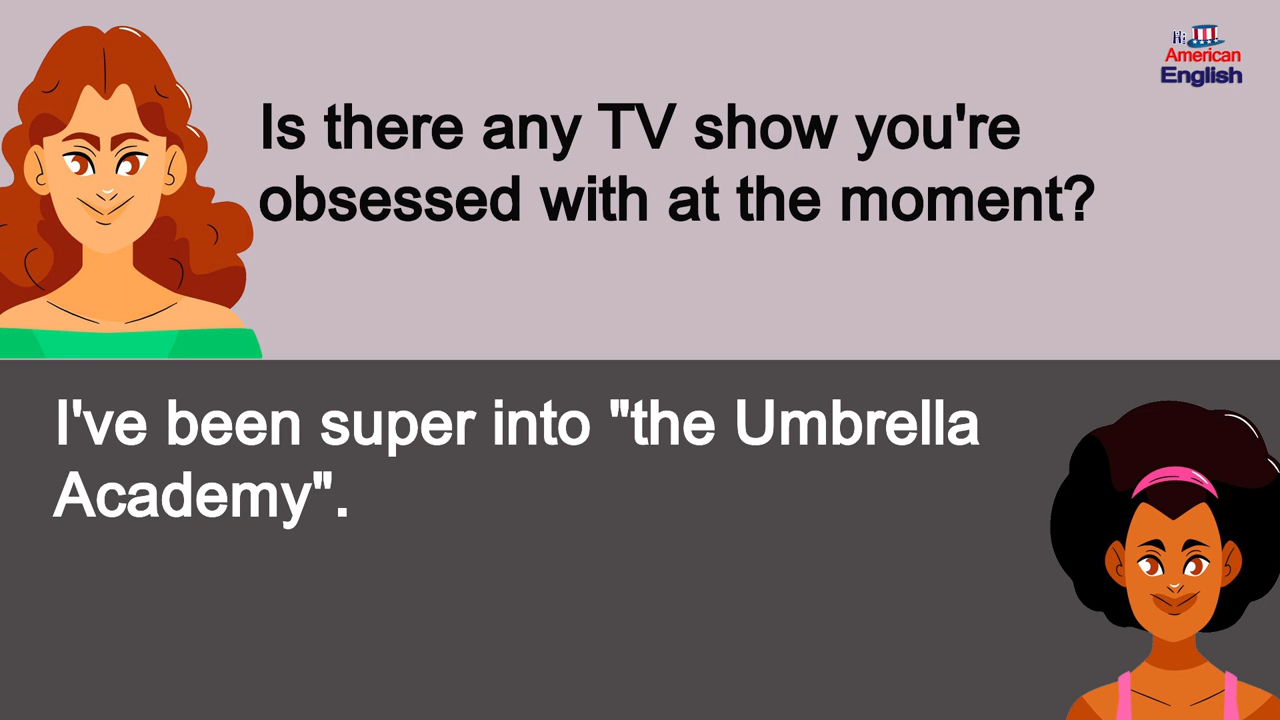 Hi
American
English
Is there any TV show you're
obsessed with at the moment?
I've been super into "the Umbrella
Academy".